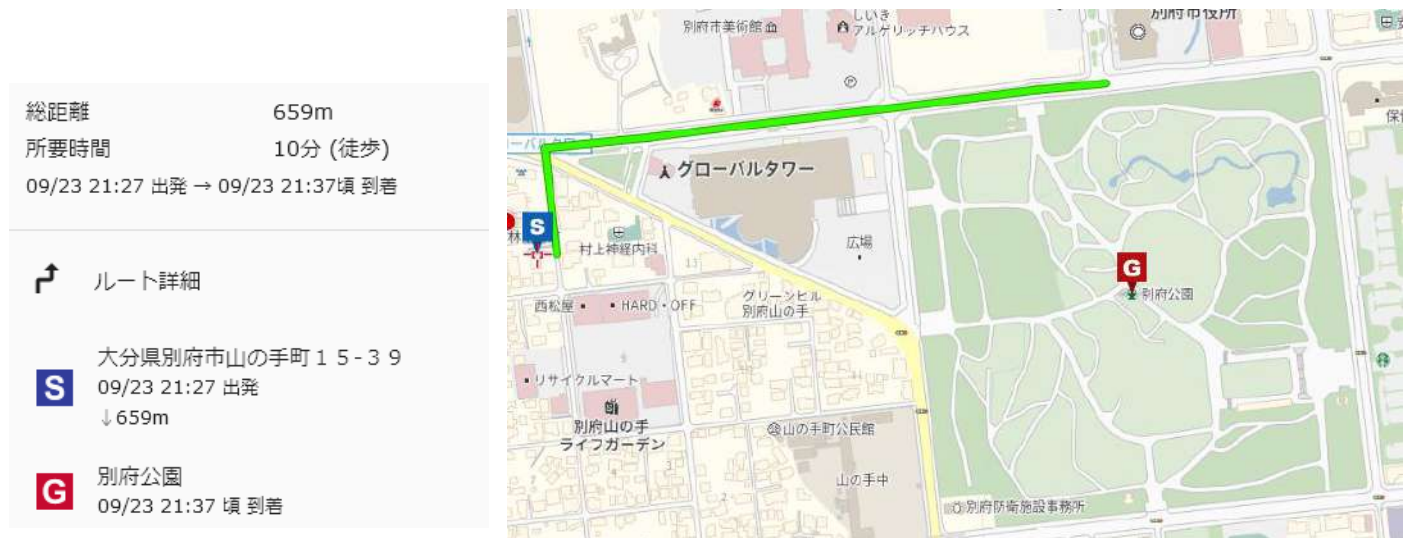 総距離 659m
所要時間 10分 (徒歩)
09/23 21:27 出発 → 09/23 21:37頃 到着
ルート詳細
S
大分県別府市山の手町１５-３９
09/23 21:27 出発
↓659m
G
別府公園
09/23 21:37 頃 到着
別府市美術館
しいき
アルゲリッチハウス
別府市役所
グローバルタワー
S
村上神経内科
13
広場
西松屋
HARD・OFF
グリーンヒル
別府山の手
G
別府公園
リサイクルマート
別府山の手
ライフガーデン
山の手町公民館
山の手中
別府防衛施設事務所